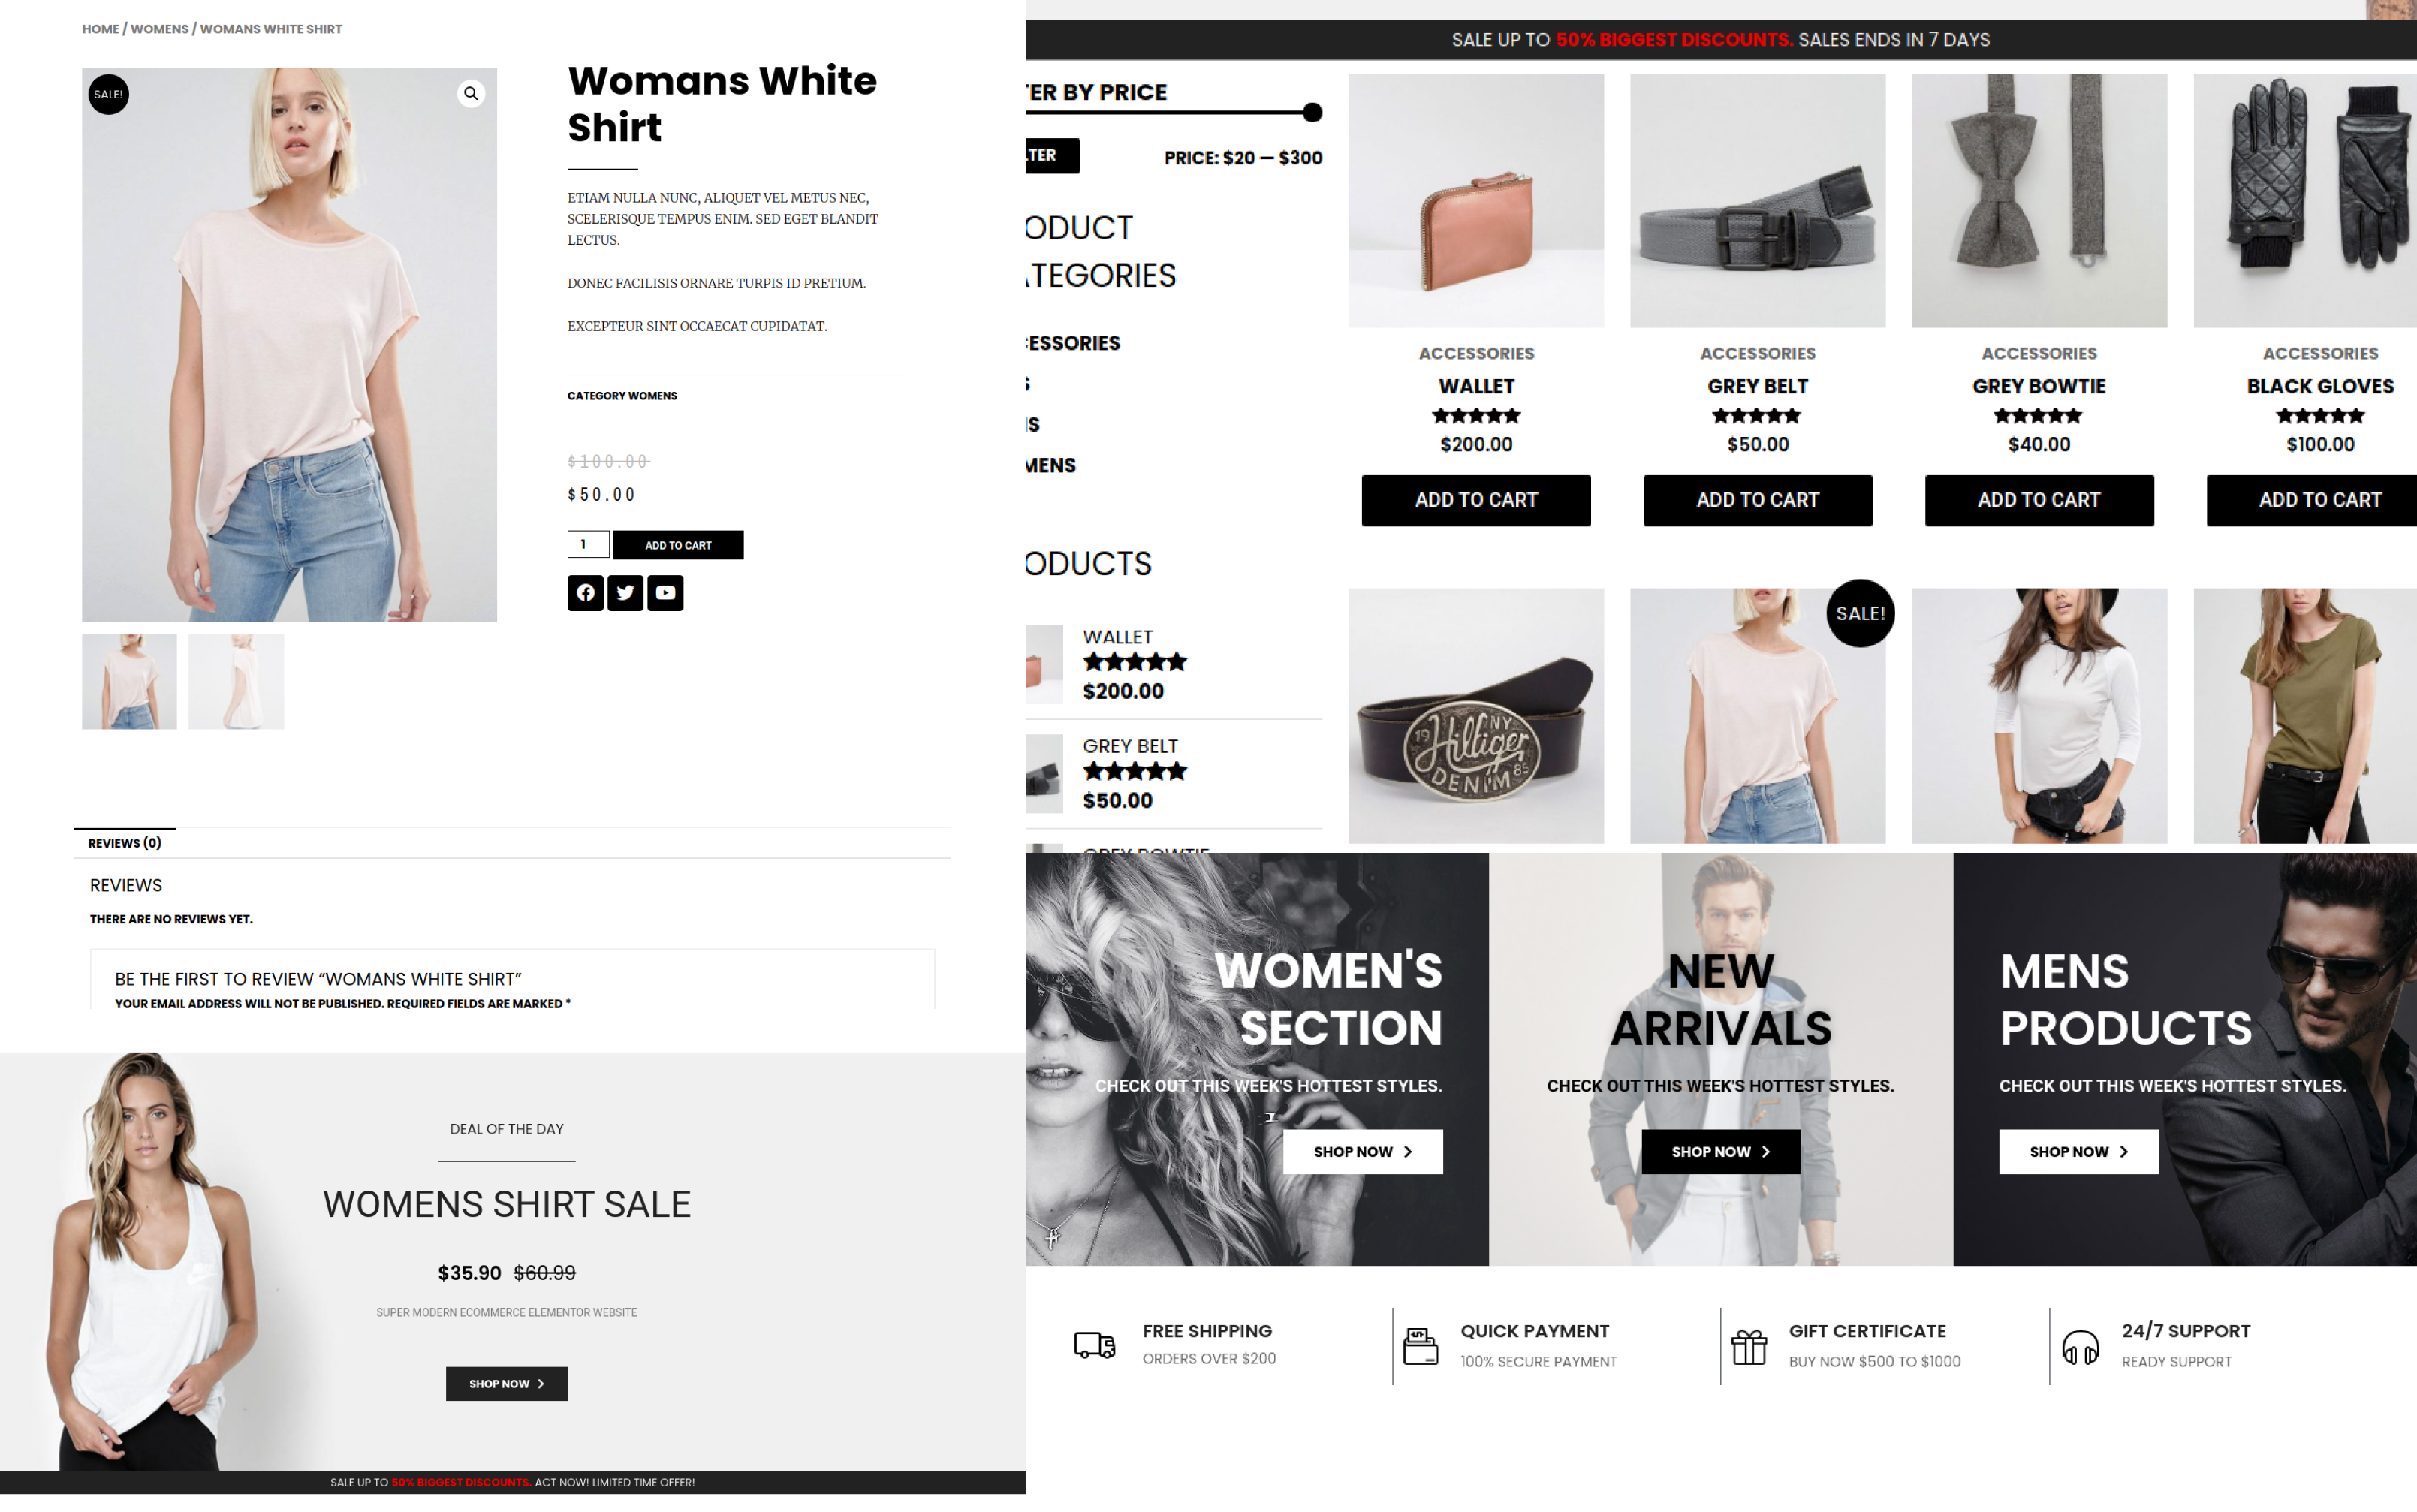 HOME / WOMENS / WOMANS WHITE SHIRT
SALE!
Womans White
Shirt
ETIAM NULLA NUNC, ALIQUET VEL METUS NEC,
SCELERISQUE TEMPUS ENIM. SED EGET BLANDIT
LECTUS.
DONEC FACILISIS ORNARE TURPIS ID PRETIUM.
EXCEPTEUR SINT OCCAECAT CUPIDATAT.
CATEGORY WOMENS
$100.00
$50.00
1 ADD TO CART
REVIEWS (0)
REVIEWS
THERE ARE NO REVIEWS YET.
BE THE FIRST TO REVIEW “WOMANS WHITE SHIRT”
YOUR EMAIL ADDRESS WILL NOT BE PUBLISHED. REQUIRED FIELDS ARE MARKED *
DEAL OF THE DAY
WOMENS SHIRT SALE
$35.90 $60.99
SUPER MODERN ECOMMERCE ELEMENTOR WEBSITE
SHOP NOW
SALE UP TO 50% BIGGEST DISCOUNTS. ACT NOW! LIMITED TIME OFFER!
SALE UP TO 50% BIGGEST DISCOUNTS. SALES ENDS IN 7 DAYS
TER BY PRICE
LTER
PRICE: $20 — $300
ODUCT
ATEGORIES
CESSORIES
S
NS
MENS
ODUCTS
WALLET
$200.00
GREY BELT
$50.00
GREY BOWTIE
ACCESSORIES
WALLET
$200.00
ADD TO CART
ACCESSORIES
GREY BELT
$50.00
ADD TO CART
ACCESSORIES
GREY BOWTIE
$40.00
ADD TO CART
ACCESSORIES
BLACK GLOVES
$100.00
ADD TO CART
NY
19 Hilfiger 85
DENIM
SALE!
WOMEN'S
SECTION
CHECK OUT THIS WEEK'S HOTTEST STYLES.
SHOP NOW
NEW
ARRIVALS
CHECK OUT THIS WEEK'S HOTTEST STYLES.
SHOP NOW
MENS
PRODUCTS
CHECK OUT THIS WEEK'S HOTTEST STYLES.
SHOP NOW
FREE SHIPPING
ORDERS OVER $200
QUICK PAYMENT
100% SECURE PAYMENT
GIFT CERTIFICATE
BUY NOW $500 TO $1000
24/7 SUPPORT
READY SUPPORT